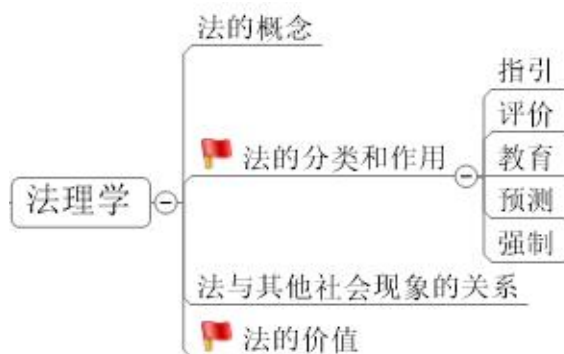 法的概念
指引
评价
法的分类和作用
教育
法理学
预测
强制
法与其他社会现象的关系
法的价值